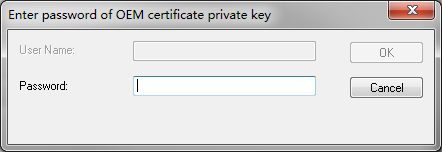 Enter password of OEM certificate private key
User Name:
OK
Password:
Cancel